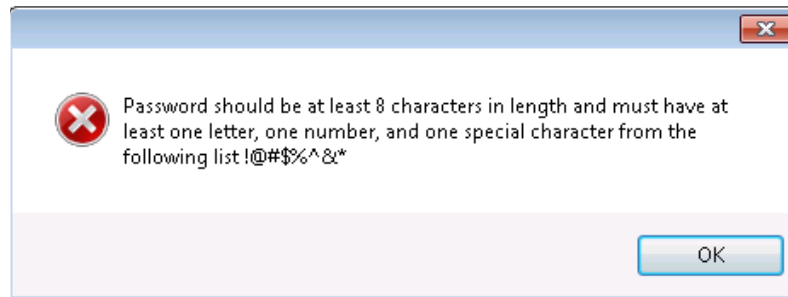 Password should be at least 8 characters in length and must have at
least one letter, one number, and one special character from the
following list !@#$%^&*
OK